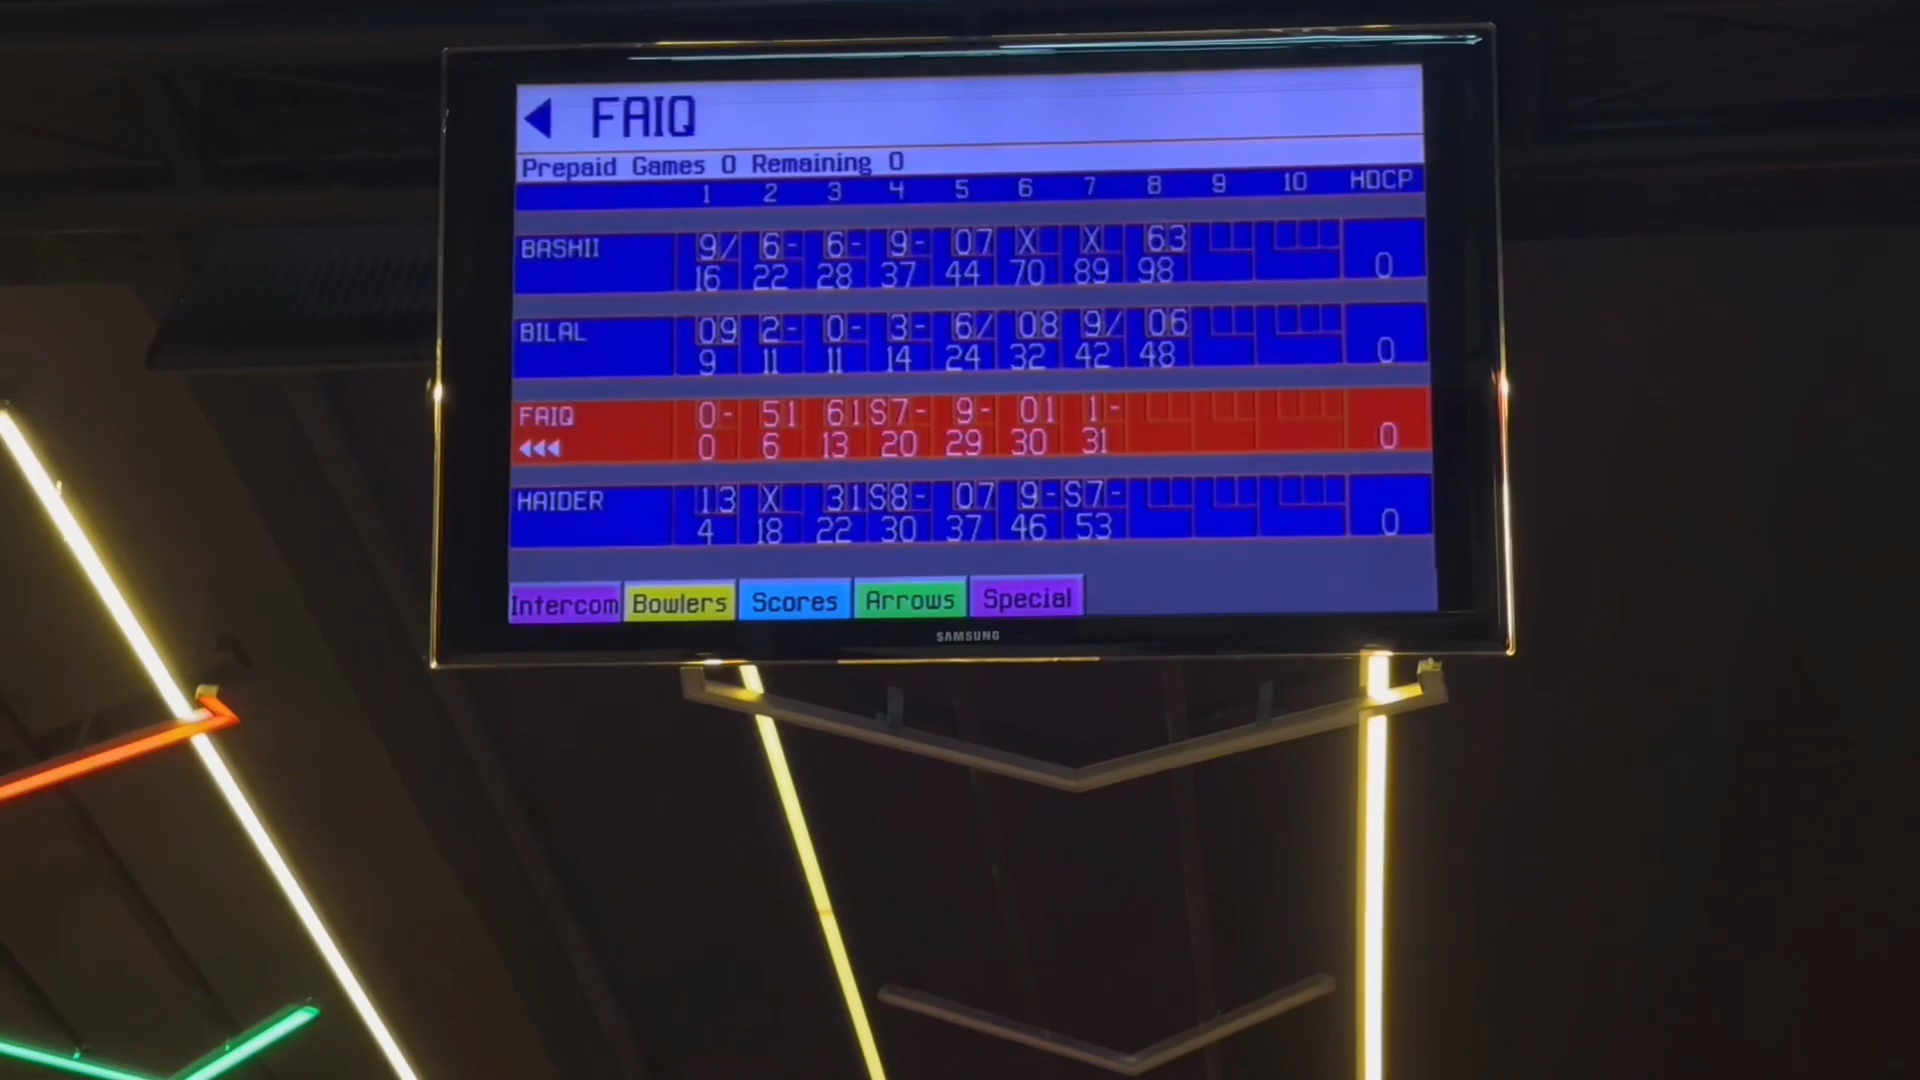 FAIQ
Prepaid Games 0 Remaining 0
1 2 3 4 5 6 7 8 9 10 HDCP
BASHII 9/ 6- 6- 9- 07 X X 63
16 22 28 37 44 70 89 98 0
BILAL 09 2- 0- 3- 6/ 08 9/ 06
9 11 11 14 24 32 42 48 0
FAIQ 0- 51 61 S7- 9- 01 1-
0 6 13 20 29 30 31 0
HAIDER 13 X 31 S8- 07 9- S7-
4 18 22 30 37 46 53 0
Intercom Bowlers Scores Arrows Special
SAMSUNG